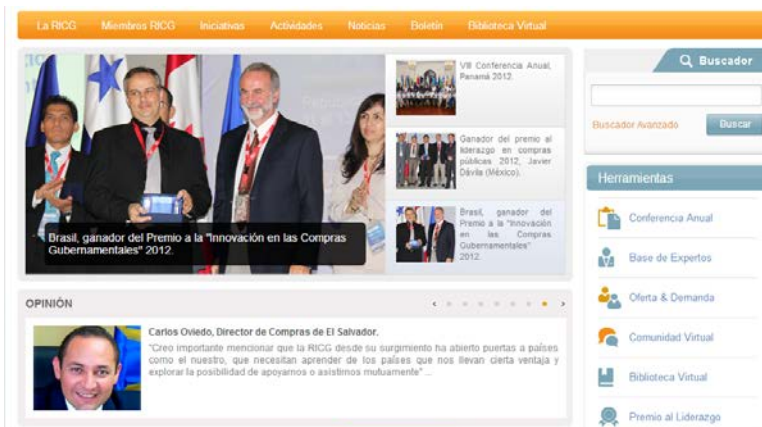 La RICG Miembros RICG Iniciativas Actividades Noticias Boletín Biblioteca Virtual
VIII Conferencia Anual,
Panamá 2012.
Ganador del premio al
liderazgo en compras
públicas 2012, Javier
Dávila (México).
Brasil, ganador del
Premio a la "Innovación
en las Compras
Gubernamentales"
2012.
Brasil, ganador del Premio a la "Innovación en las Compras
Gubernamentales" 2012.
Buscador
Buscador Avanzado Buscar
Herramientas
Conferencia Anual
Base de Expertos
Oferta & Demanda
Comunidad Virtual
Biblioteca Virtual
Premio al Liderazgo
OPINIÓN
Carlos Oviedo, Director de Compras de El Salvador.
"Creo importante mencionar que la RICG desde su surgimiento ha abierto puertas a países
como el nuestro, que necesitan aprender de los países que nos llevan cierta ventaja y
explorar la posibilidad de apoyarnos o asistirnos mutuamente" ...